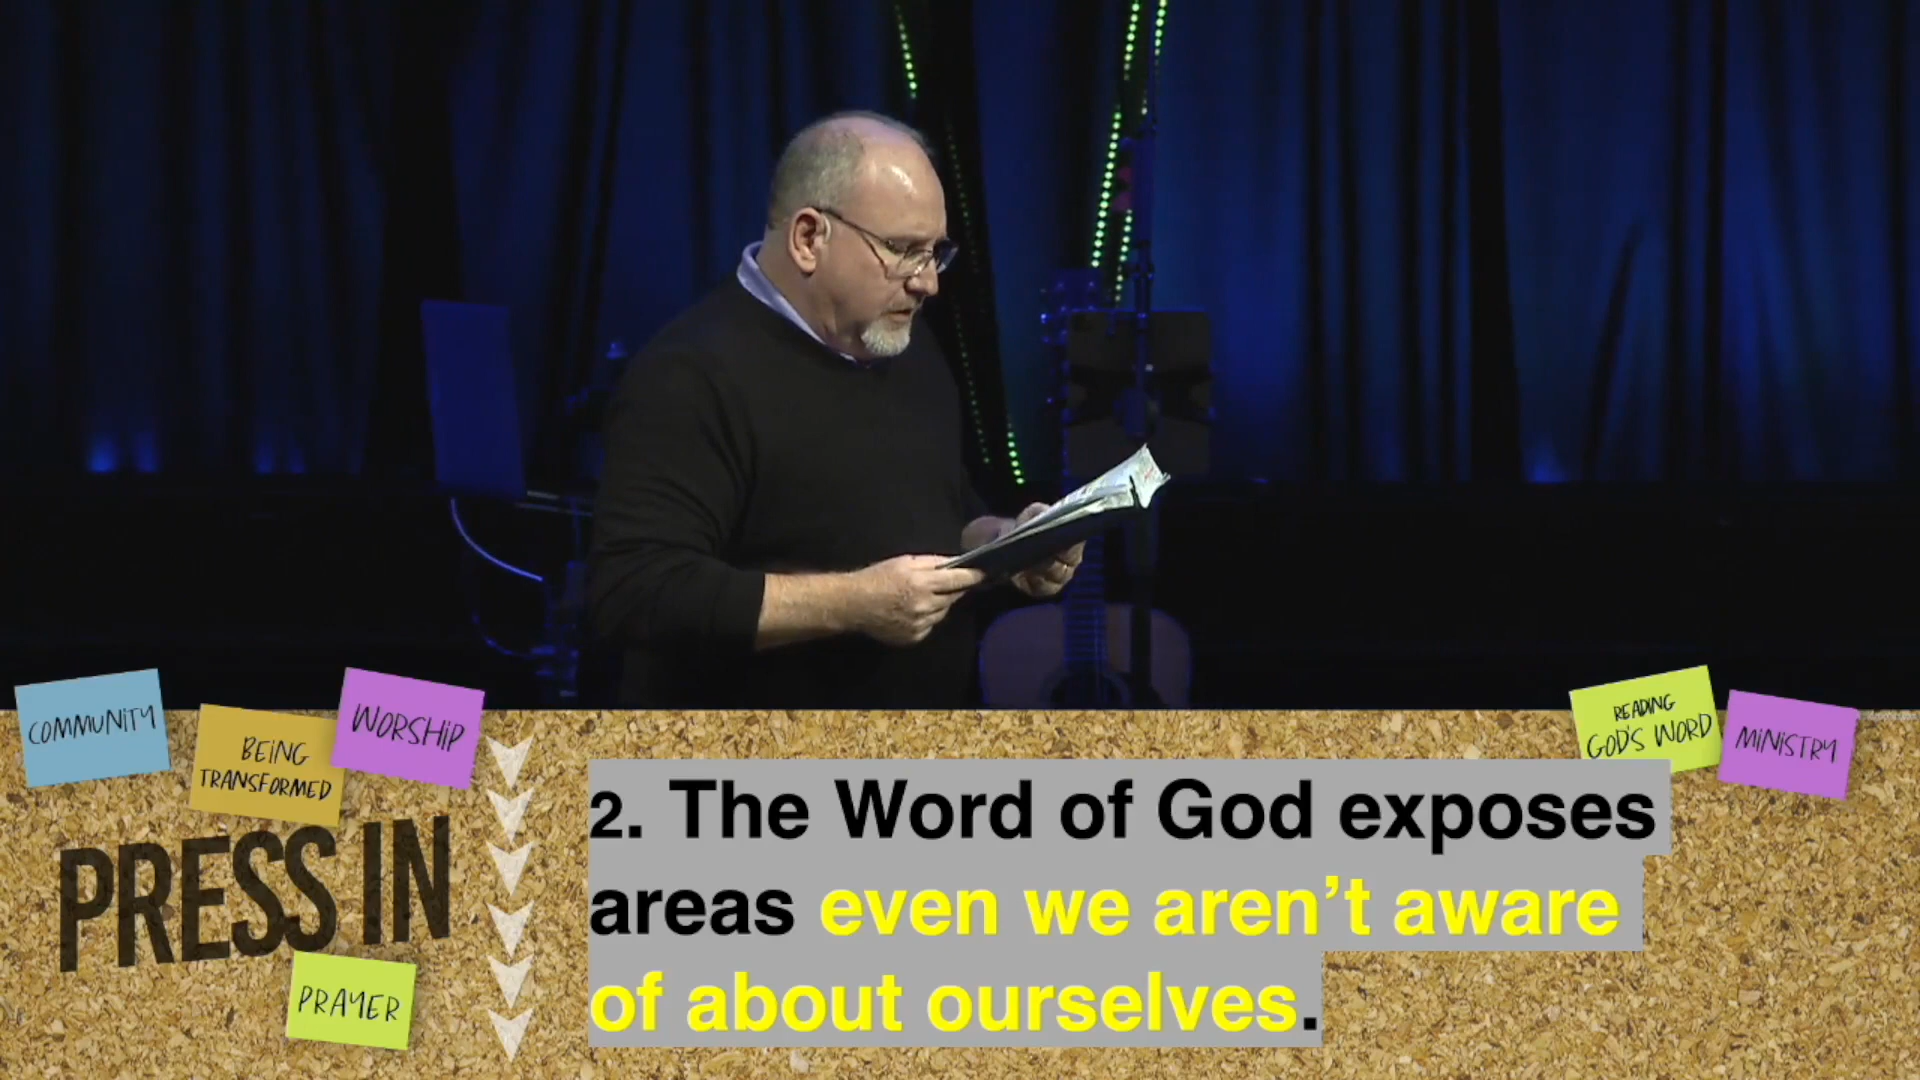 COMMUNITY
BEING
TRANSFORMED
WORSHIP
PRESS IN
PRAYER
READING
GOD'S WORD
MINISTRY
2. The Word of God exposes
areas even we aren’t aware
of about ourselves.